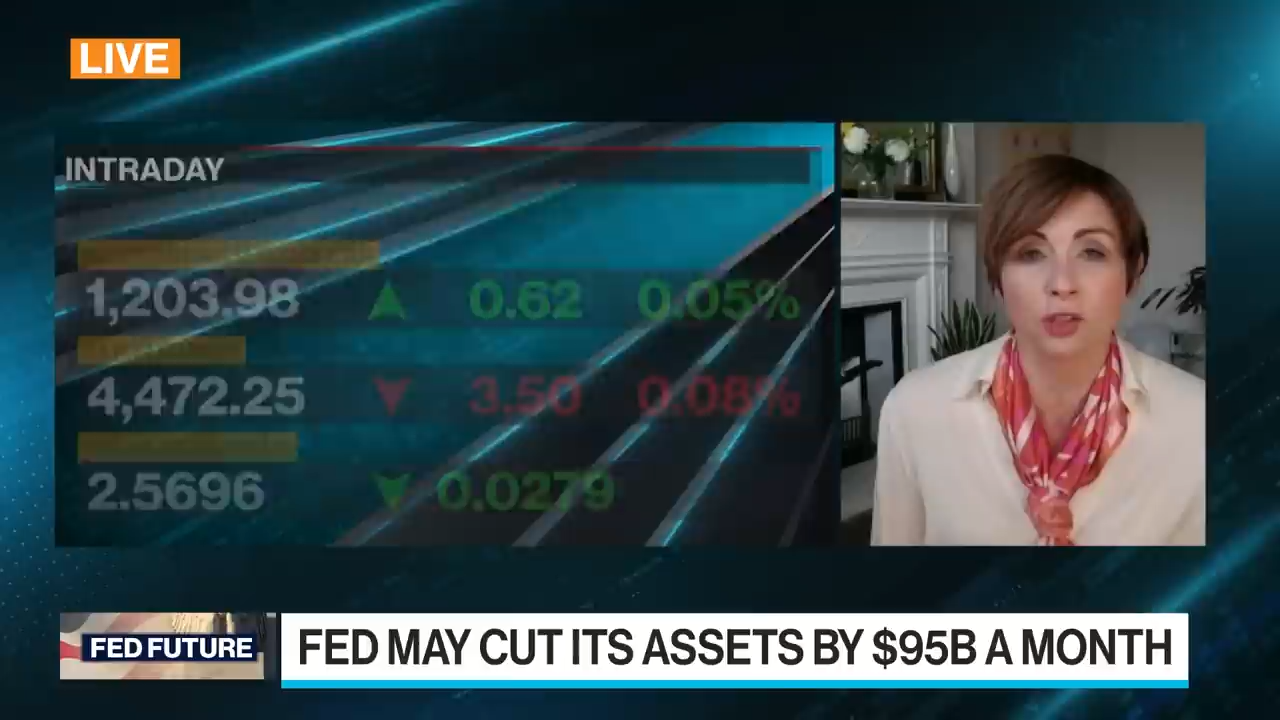 LIVE
INTRADAY
1,203.98 ▲ 0.62 0.05%
4,472.25 ▼ 3.50 0.08%
2.5696 ▼ 0.0279
FED FUTURE
FED MAY CUT ITS ASSETS BY $95B A MONTH